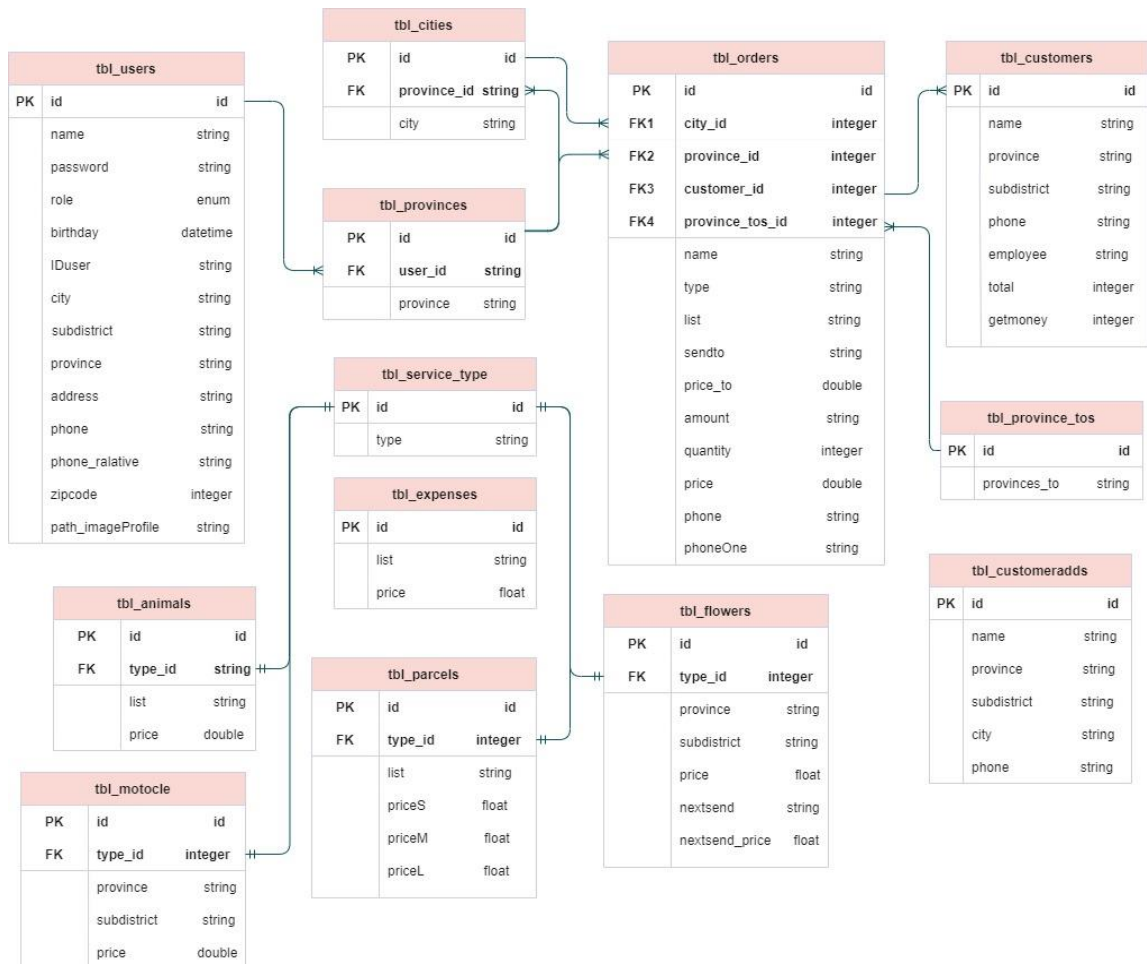 tbl_users
PK id id
name string
password string
role enum
birthday datetime
IDuser string
city string
subdistrict string
province string
address string
phone string
phone_ralative string
zipcode integer
path_imageProfile string
tbl_cities
PK id id
FK province_id string
city string
tbl_provinces
PK id id
FK user_id string
province string
tbl_orders
PK id id
FK1 city_id integer
FK2 province_id integer
FK3 customer_id integer
FK4 province_tos_id integer
name string
type string
list string
sendto string
price_to double
amount string
quantity integer
price double
phone string
phoneOne string
tbl_customers
PK id id
name string
province string
subdistrict string
phone string
employee string
total integer
getmoney integer
tbl_service_type
PK id id
type string
tbl_province_tos
PK id id
provinces_to string
tbl_expenses
PK id id
list string
price float
tbl_animals
PK id id
FK type_id string
list string
price double
tbl_parcels
PK id id
FK type_id integer
list string
priceS float
priceM float
priceL float
tbl_flowers
PK id id
FK type_id integer
province string
subdistrict string
price float
nextsend string
nextsend_price float
tbl_customeradds
PK id id
name string
province string
subdistrict string
city string
phone string
tbl_motocle
PK id id
FK type_id integer
province string
subdistrict string
price double